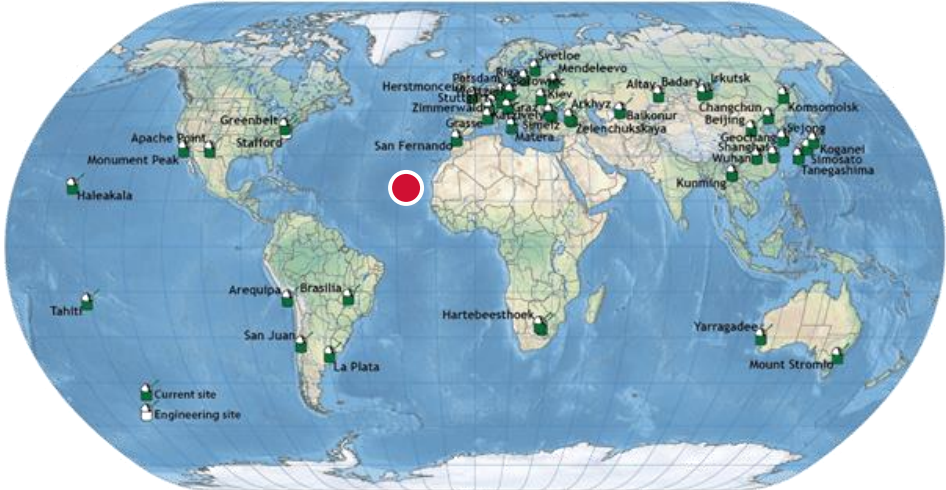 Svetloe
Mendeleevo
Riga
Potsdam
Borowiec
Herstmonceux
Altay
Badary
Irkutsk
Kiev
Zimmerwald
Graz
Arkhyz
Baikonur
Changchun
Komsomolsk
Greenbelt
Katzively
Beijing
Grasse
Simeiz
Zelenchukskaya
Sejong
Apache Point
Stalford
Matera
Geochang
San Fernando
Shanghai
Koganei
Monument Peak
Wuhan
Simosato
Tanegashima
Kunming
Haleakala
Arequipa
Brasilia
Tahiti
Hartebeesthoek
Yarragadee
San Juan
La Plata
Mount Stromlo
Current site
Engineering site